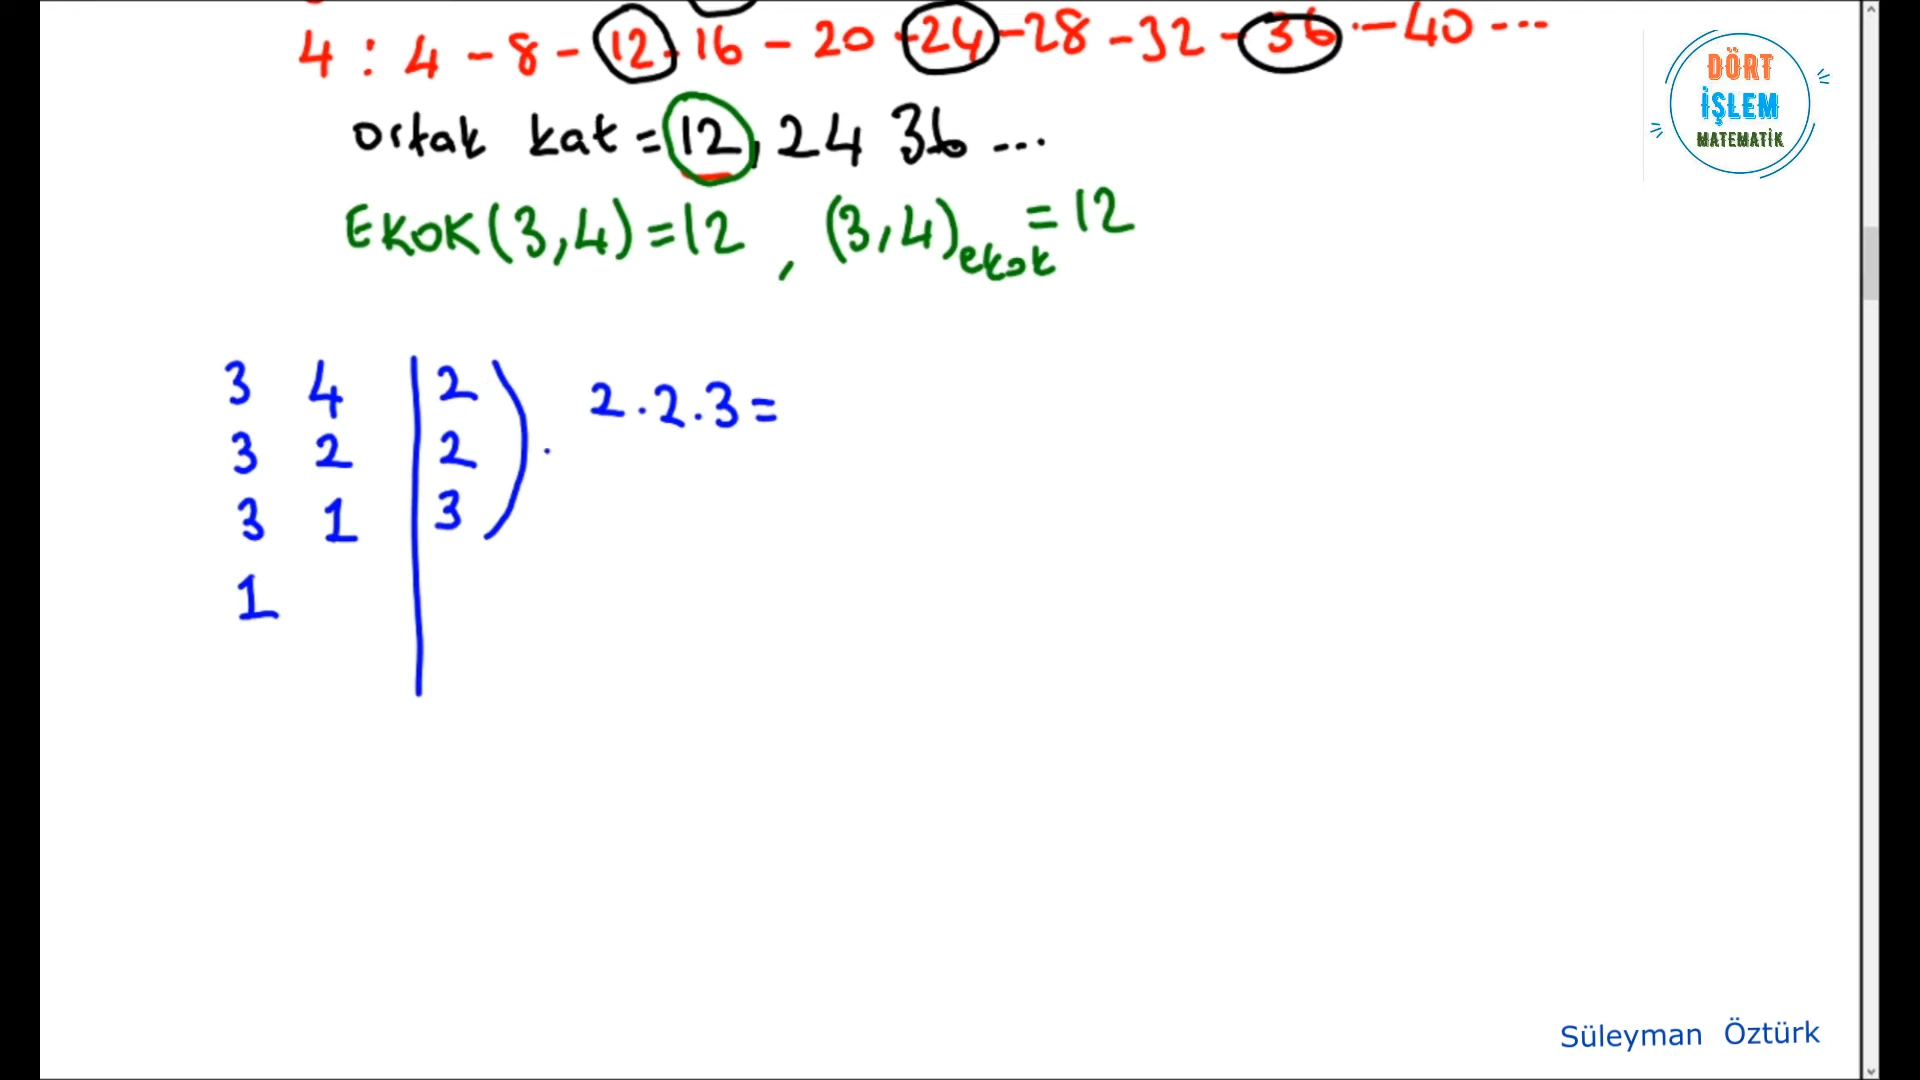 4 : 4 - 8 - 12 - 16 - 20 - 24 - 28 - 32 - 36 - 40 ...
DÖRT
İŞLEM
MATEMATİK
ortak kat = 12, 24 36 ...
EKOK(3,4)=12 , (3,4)ekok =12
3 4 2 2.2.3=
3 2 2
3 1 3
1
Süleyman Öztürk